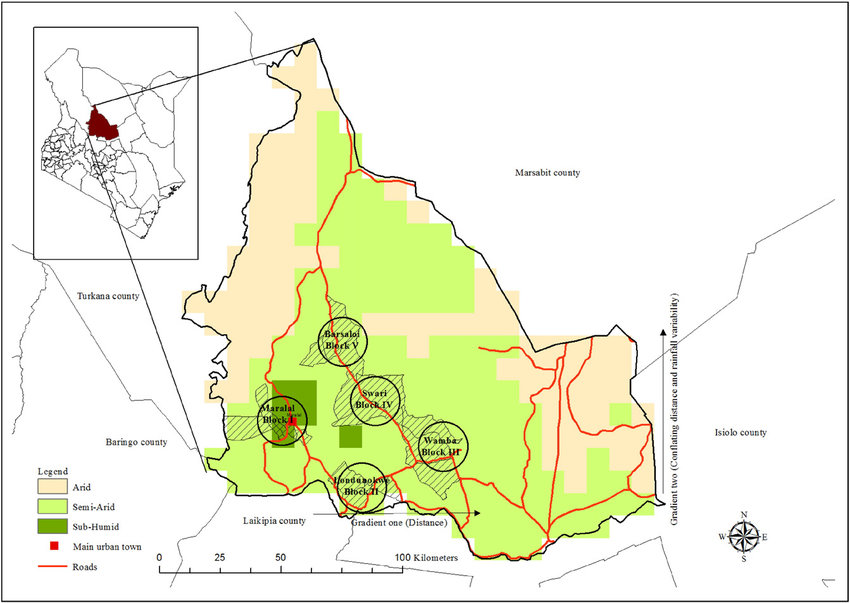 Marsabit county
Turkana county
Barsaloi
Block V
Swari
Block IV
Maralal
Block I
Wamba
Block III
Baringo county
Isiolo county
Block II
Laikipia county
Gradient one (Distance)
Gradient two (Conflating distance and rainfall variability)
Legend
Arid
Semi-Arid
Sub-Humid
Main urban town
Roads
0 25 50 100 Kilometers
N
W E
S